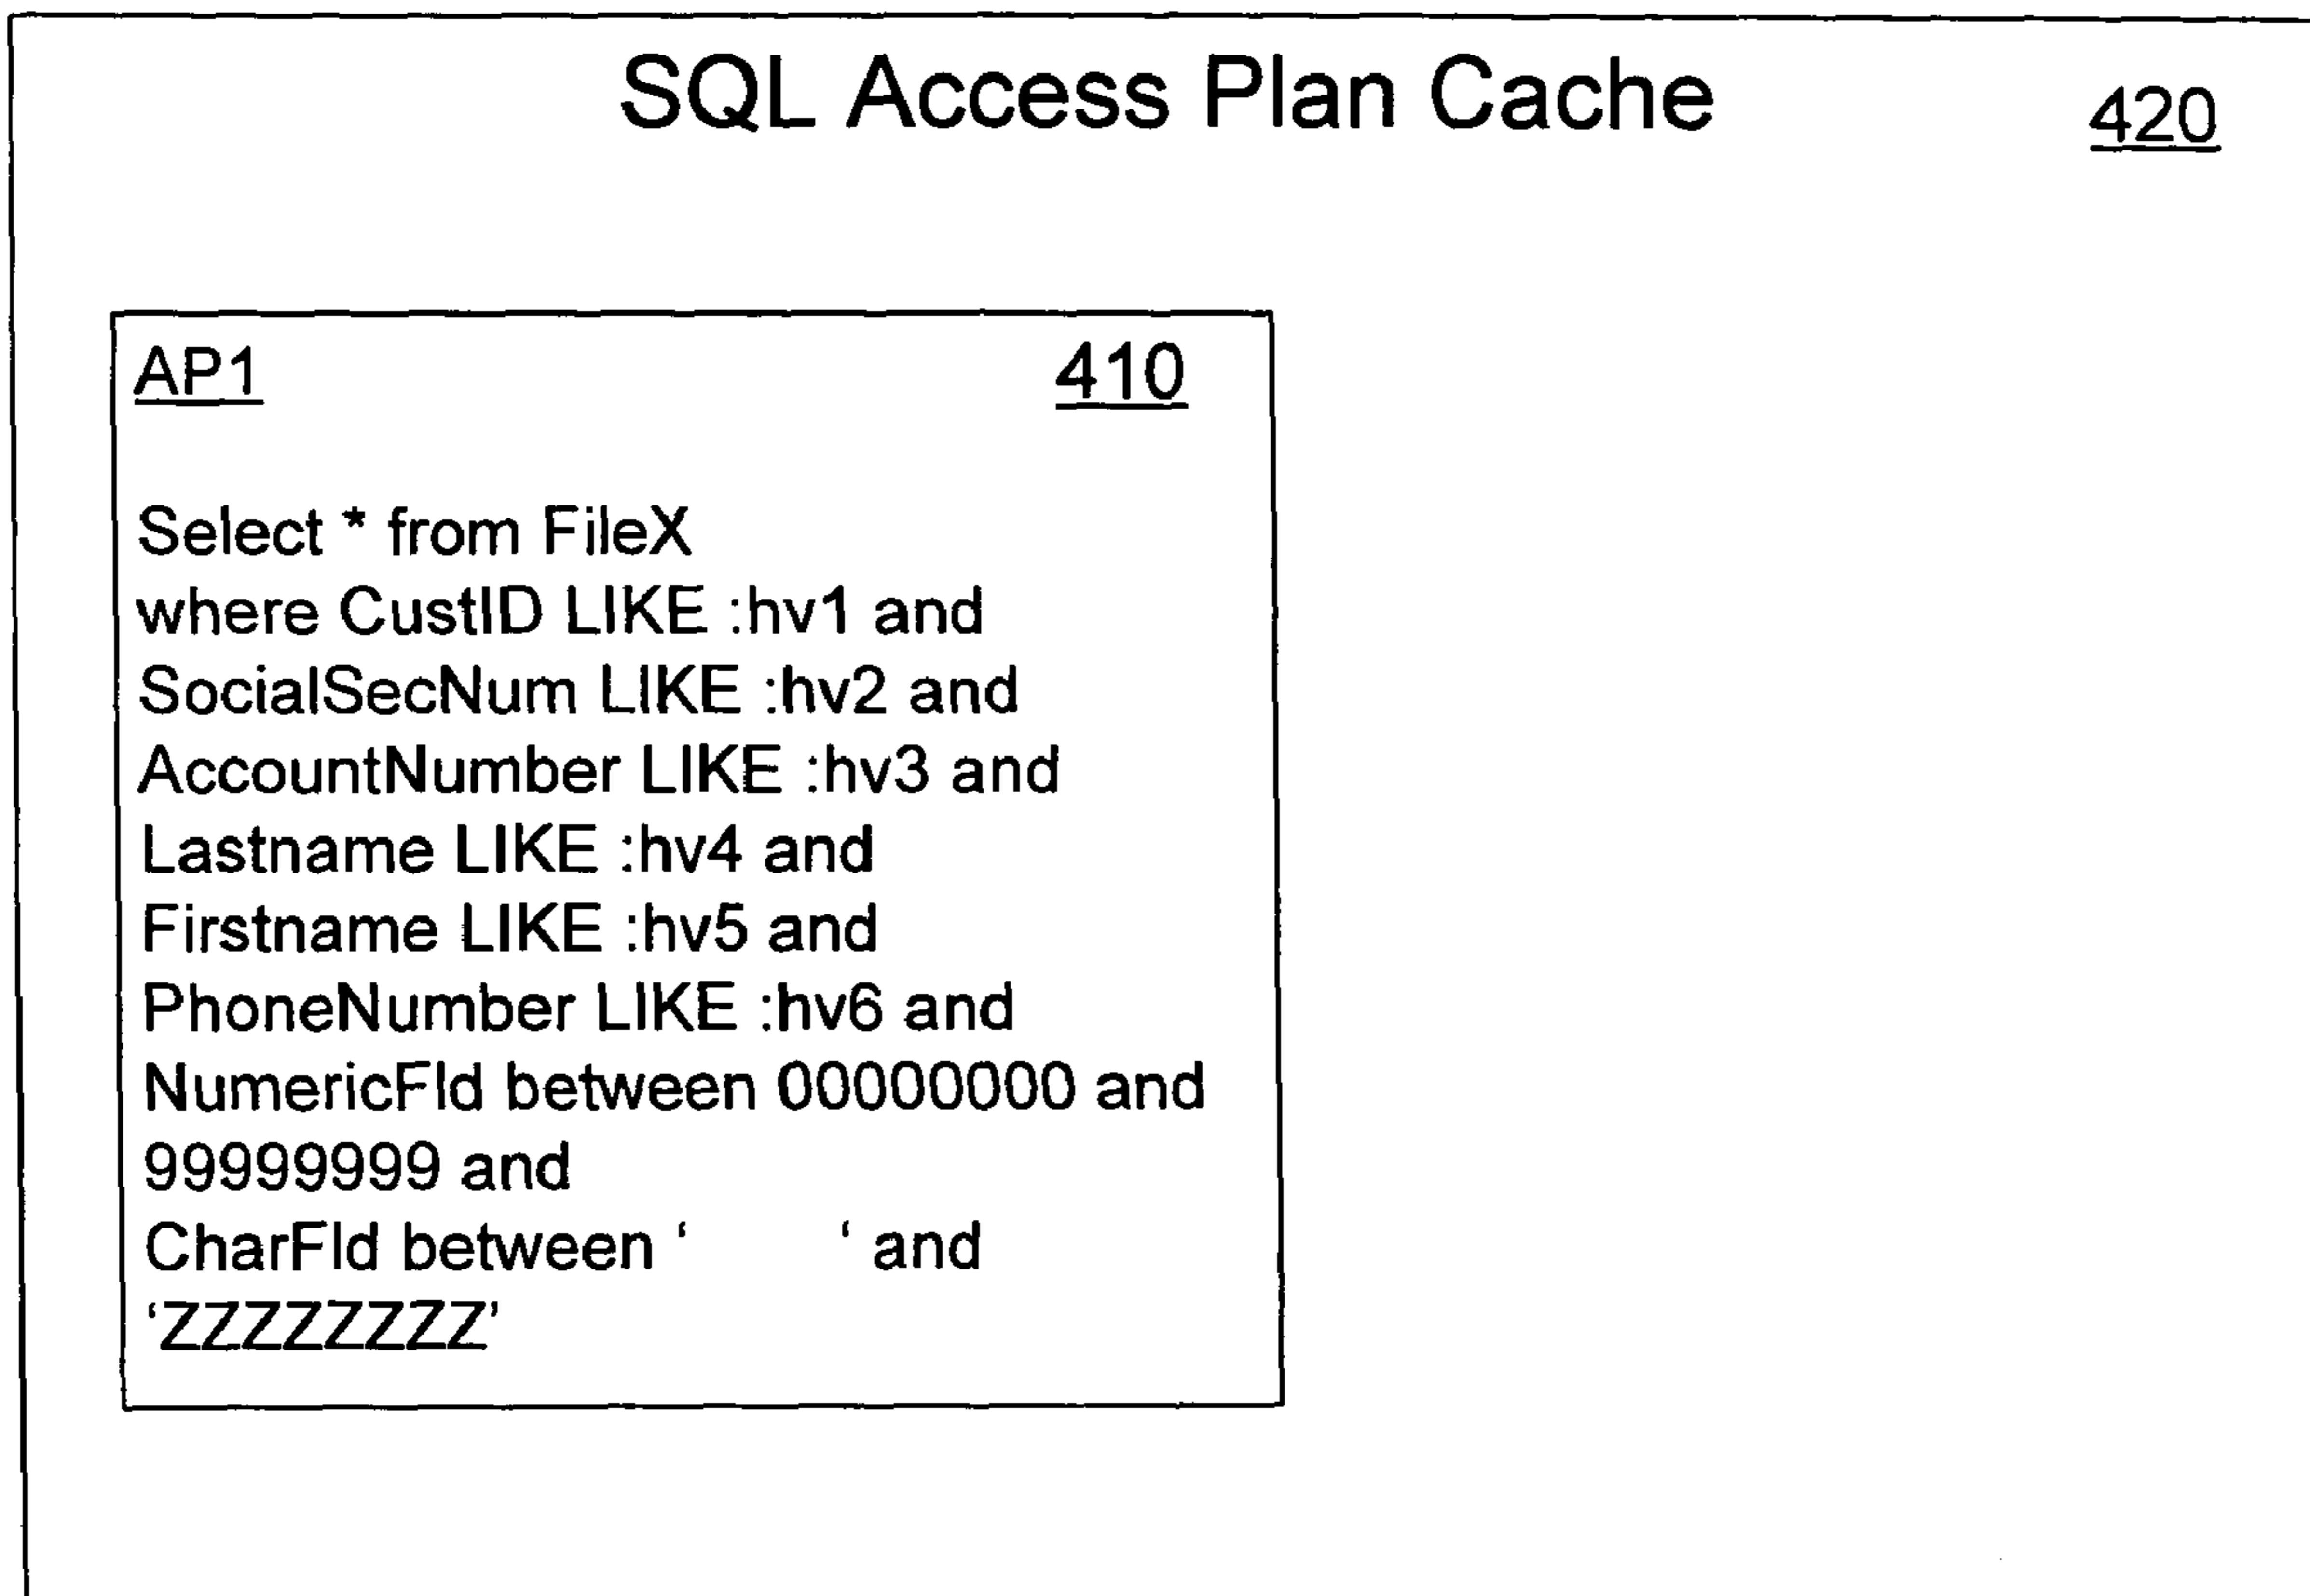 SQL Access Plan Cache 420
AP1 410
Select * from FileX
where CustID LIKE :hv1 and
SocialSecNum LIKE :hv2 and
AccountNumber LIKE :hv3 and
Lastname LIKE :hv4 and
Firstname LIKE :hv5 and
PhoneNumber LIKE :hv6 and
NumericFld between 00000000 and
99999999 and
CharFld between ‘        ‘ and
‘ZZZZZZZZ’